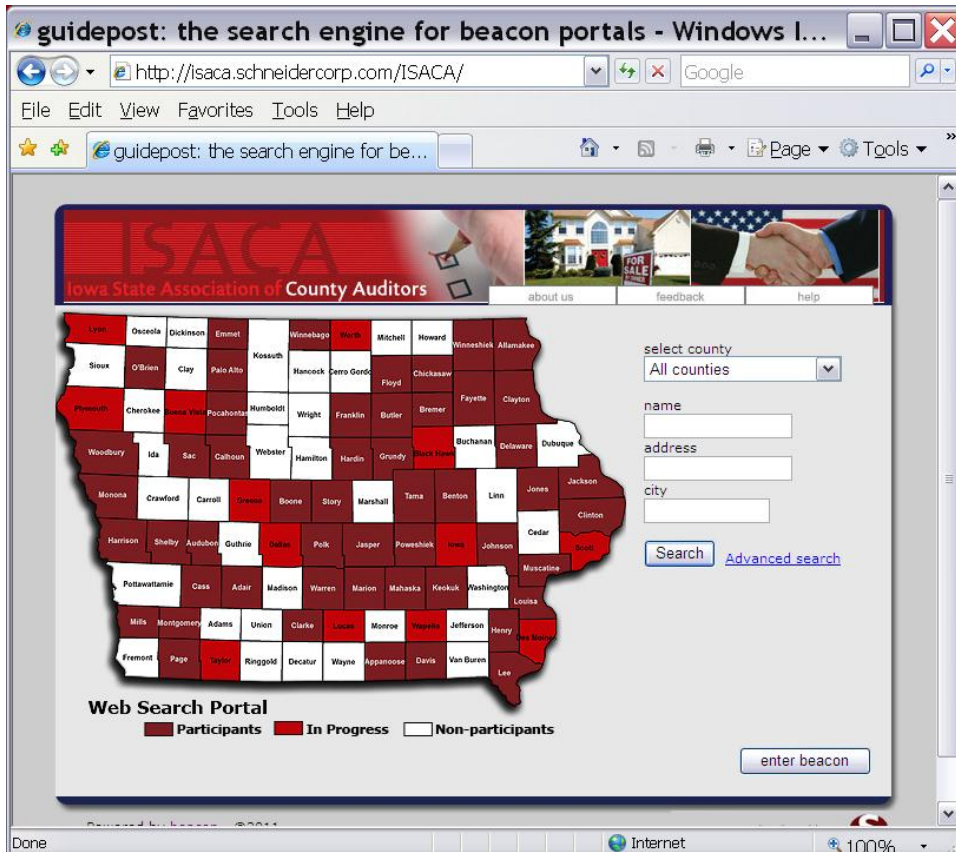 guidepost: the search engine for beacon portals - Windows I...
http://isaca.schneidercorp.com/ISACA/
Google
File Edit View Favorites Tools Help
guidepost: the search engine for be...
Page Tools »
ISACA
Iowa State Association of County Auditors
FOR SALE
about us feedback help
Lyon Osceola Dickinson Emmet Winnebago Worth Mitchell Howard Winneshiek Allamakee
Sioux O'Brien Clay Palo Alto Kossuth Hancock Cerro Gordo Floyd Chickasaw
Plymouth Cherokee Buena Vista Pocahontas Humboldt Wright Franklin Butler Bremer Fayette Clayton
Woodbury Ida Sac Calhoun Webster Hamilton Hardin Grundy Black Hawk Buchanan Delaware Dubuque
Monona Crawford Carroll Greene Boone Story Marshall Tama Benton Linn Jones Jackson
Clinton
Harrison Shelby Audubon Guthrie Dallas Polk Jasper Poweshiek Iowa Johnson Cedar Scott
Muscatine
Pottawattamie Cass Adair Madison Warren Marion Mahaska Keokuk Washington Louisa
Mills Montgomery Adams Union Clarke Lucas Monroe Wapello Jefferson Henry Des Moines
Fremont Page Taylor Ringgold Decatur Wayne Appanoose Davis Van Buren Lee
select county
All counties
name
address
city
Search Advanced search
Web Search Portal
Participants In Progress Non-participants
enter beacon
Done Internet 100%